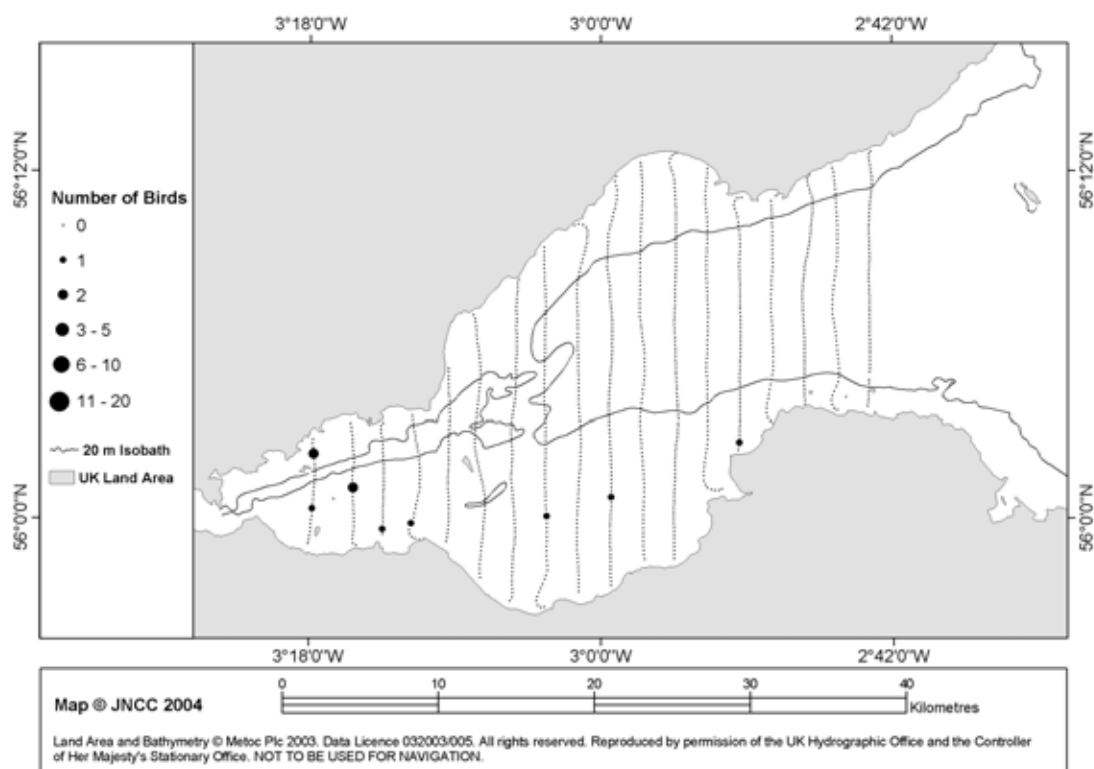 3°18'0"W 3°0'0"W 2°42'0"W
56°12'0"N 56°12'0"N
Number of Birds
0
1
2
3 - 5
6 - 10
11 - 20
20 m Isobath
UK Land Area
56°0'0"N 56°0'0"N
3°18'0"W 3°0'0"W 2°42'0"W
0 10 20 30 40
Map © JNCC 2004 Kilometres
Land Area and Bathymetry © Metoc Plc 2003. Data Licence 032003/005. All rights reserved. Reproduced by permission of the UK Hydrographic Office and the Controller
of Her Majesty's Stationary Office. NOT TO BE USED FOR NAVIGATION.